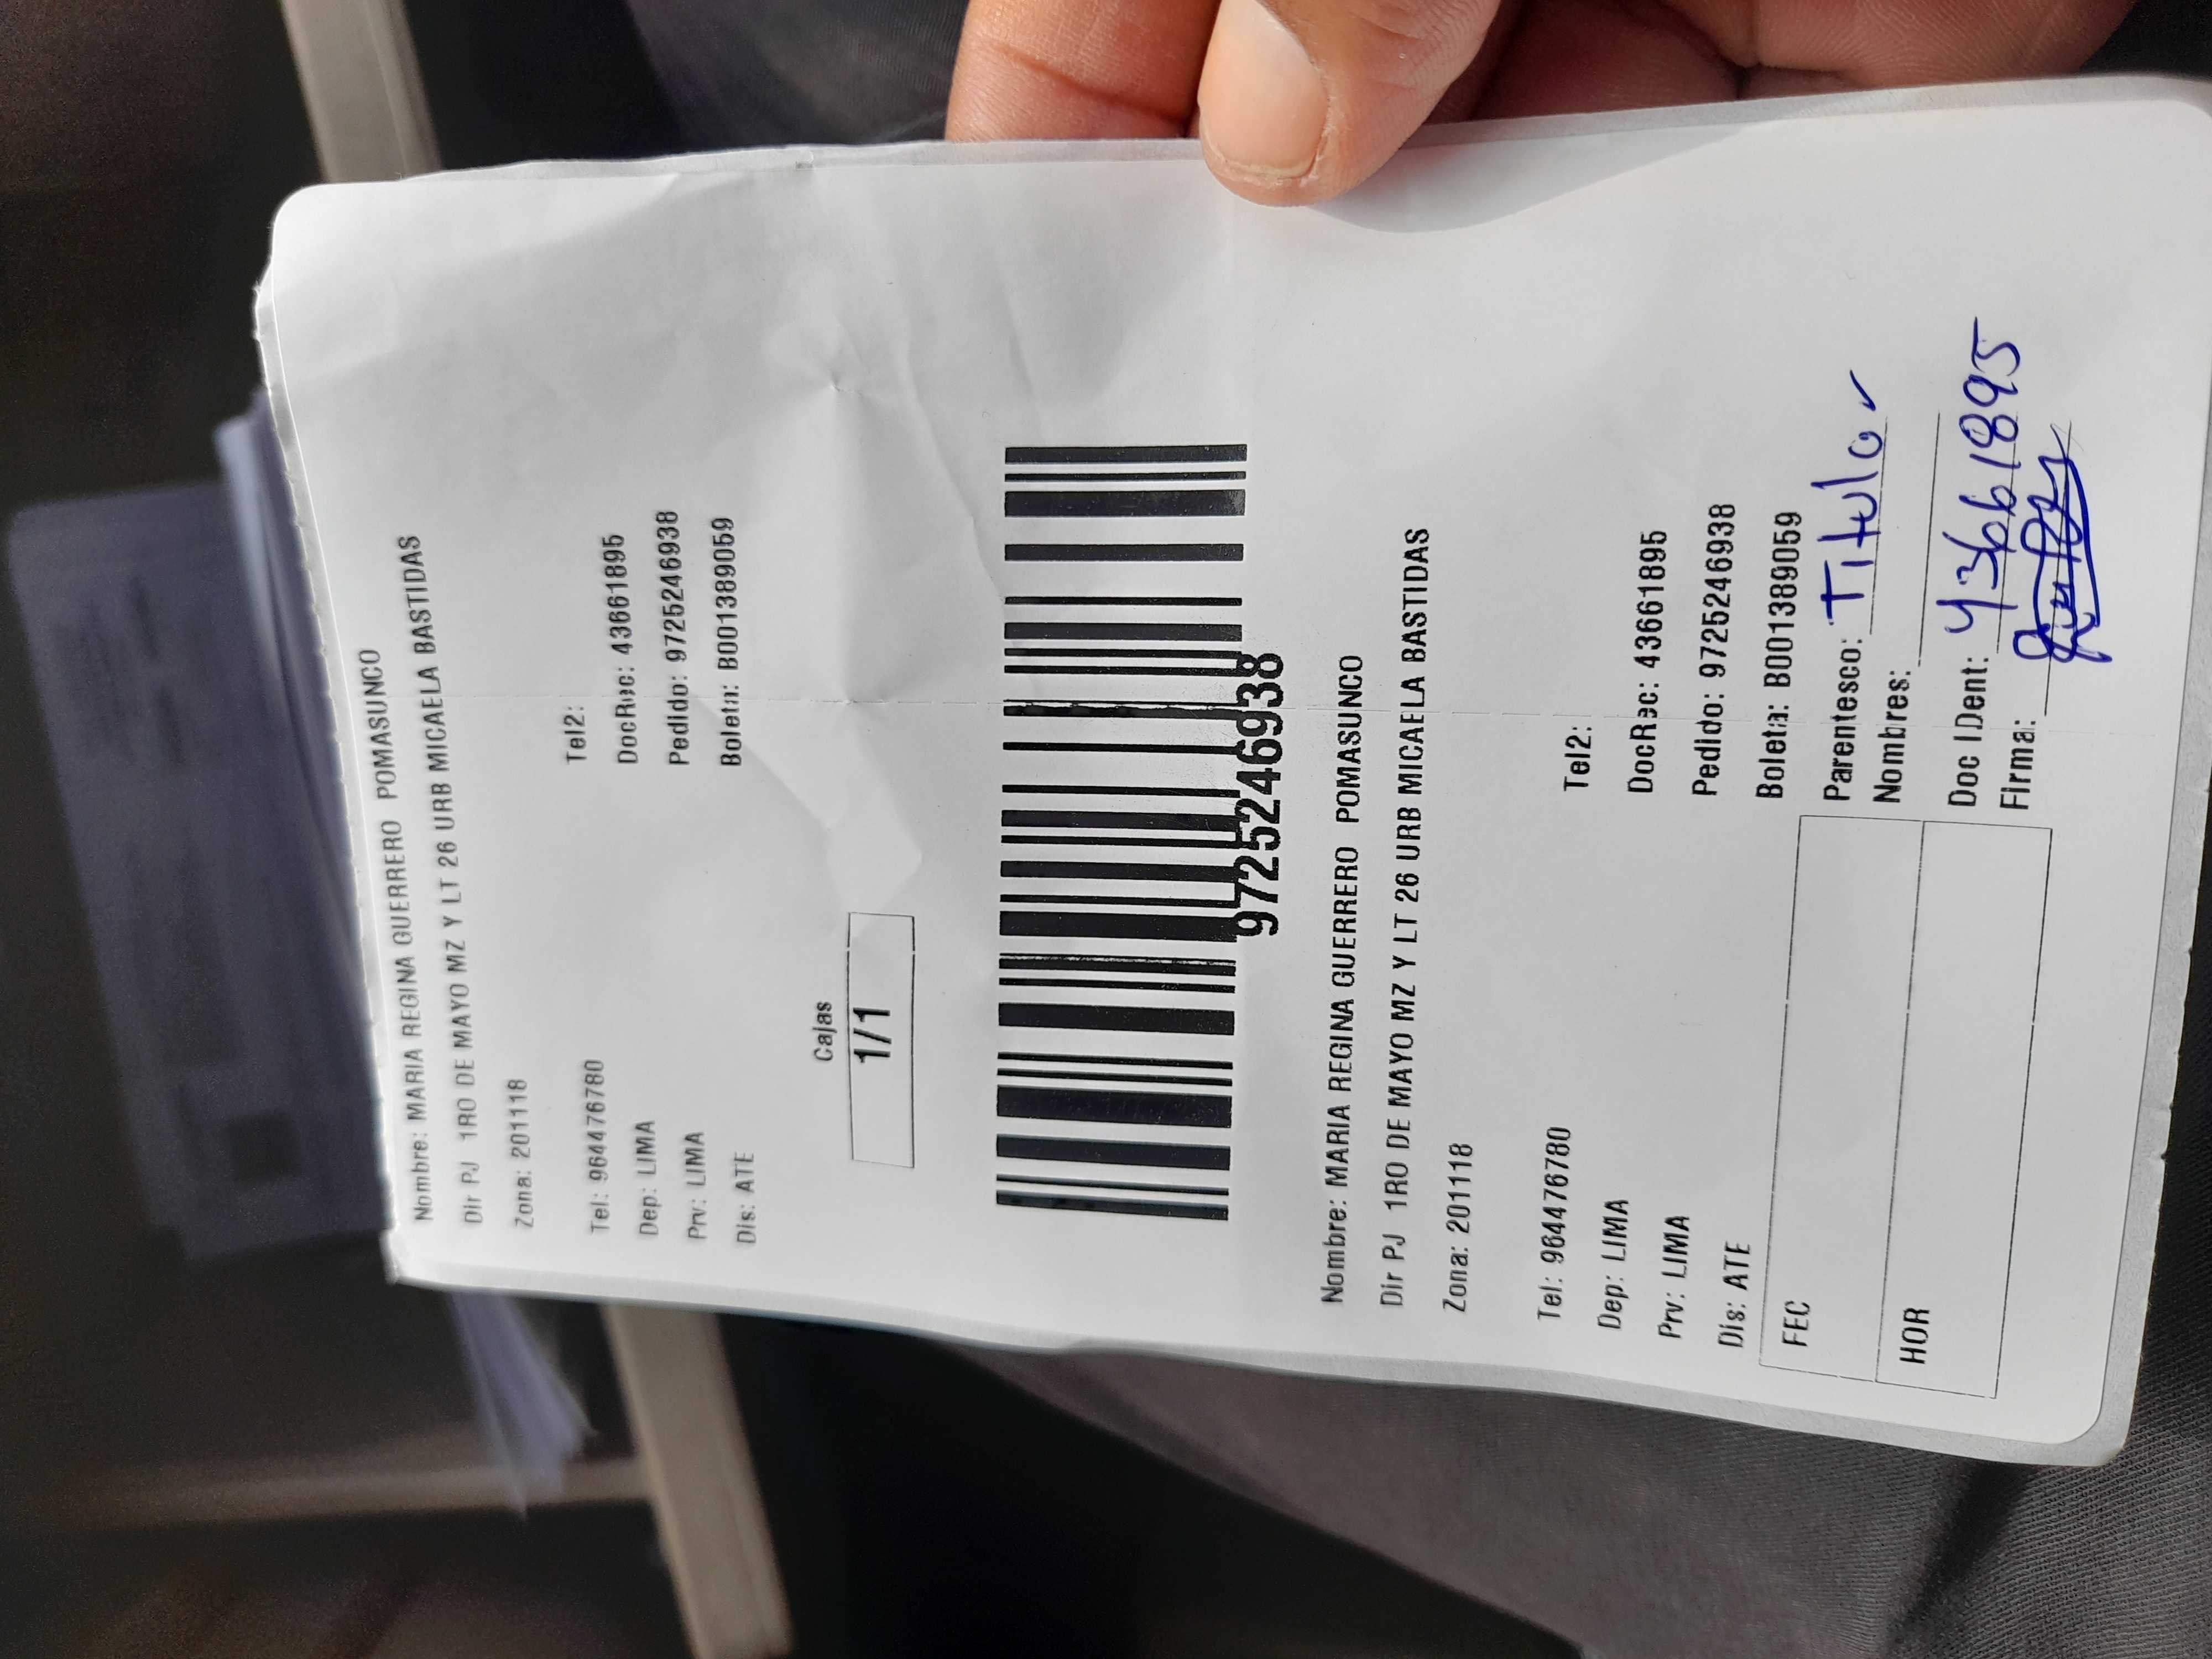 Nombre: MARIA REGINA GUERRERO POMASUNCO
Dir PJ 1RO DE MAYO MZ Y LT 26 URB MICAELA BASTIDAS
Zona: 201118
Tel: 964476780 Tel2:
Dep: LIMA DocRec: 43661895
Prv: LIMA Pedido: 97252469​38
Dis: ATE Boleta: B001389059
Cajas
1/1
9725246938
Nombre: MARIA REGINA GUERRERO POMASUNCO
Dir PJ 1RO DE MAYO MZ Y LT 26 URB MICAELA BASTIDAS
Zona: 201118
Tel: 964476780 Tel2:
Dep: LIMA DocRec: 43661895
Prv: LIMA Pedido: 9725246938
Dis: ATE Boleta: B001389059
FEC Parentesco: Titular
Nombres:
HOR Doc IDent: 43661895
Firma: